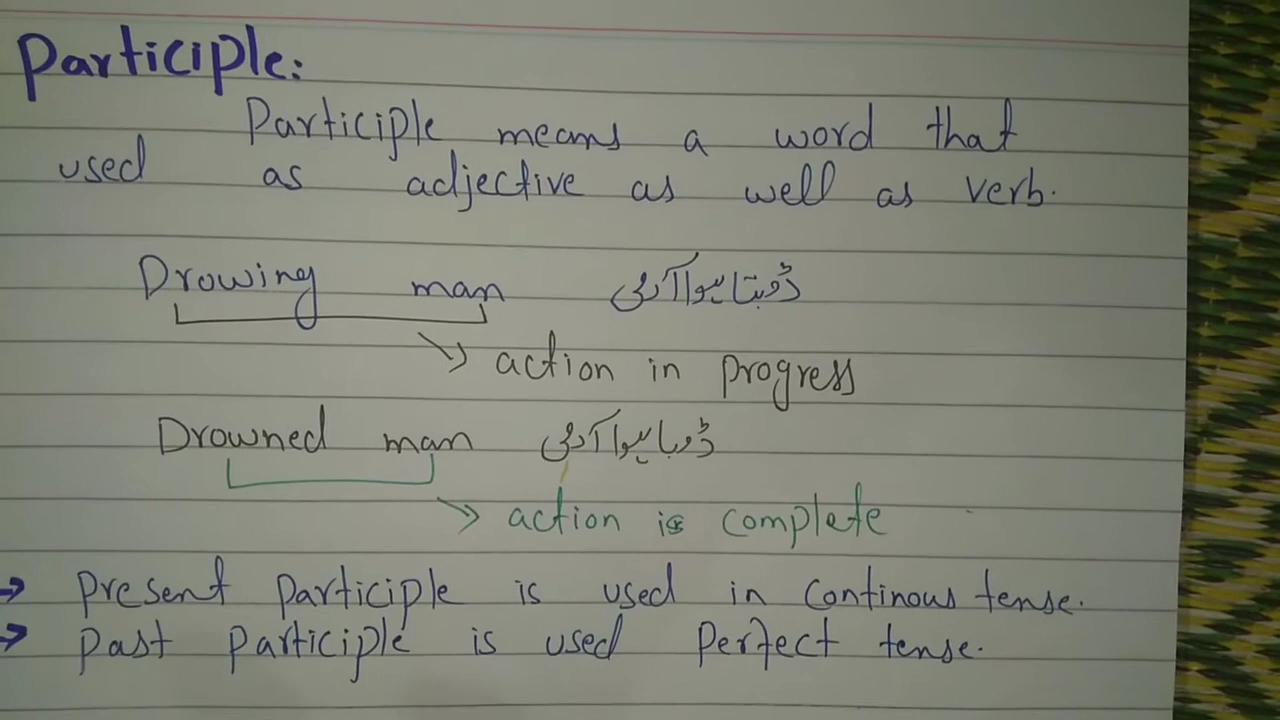 Participle:
Participle means a word that
used as adjective as well as verb.
Drowing man ڈوبتا ہوا آدمی
action in progress
Drowned man ڈوبا ہوا آدمی
action is complete
→ Present Participle is used in Continous tense.
→ Past Participle is used Perfect tense.